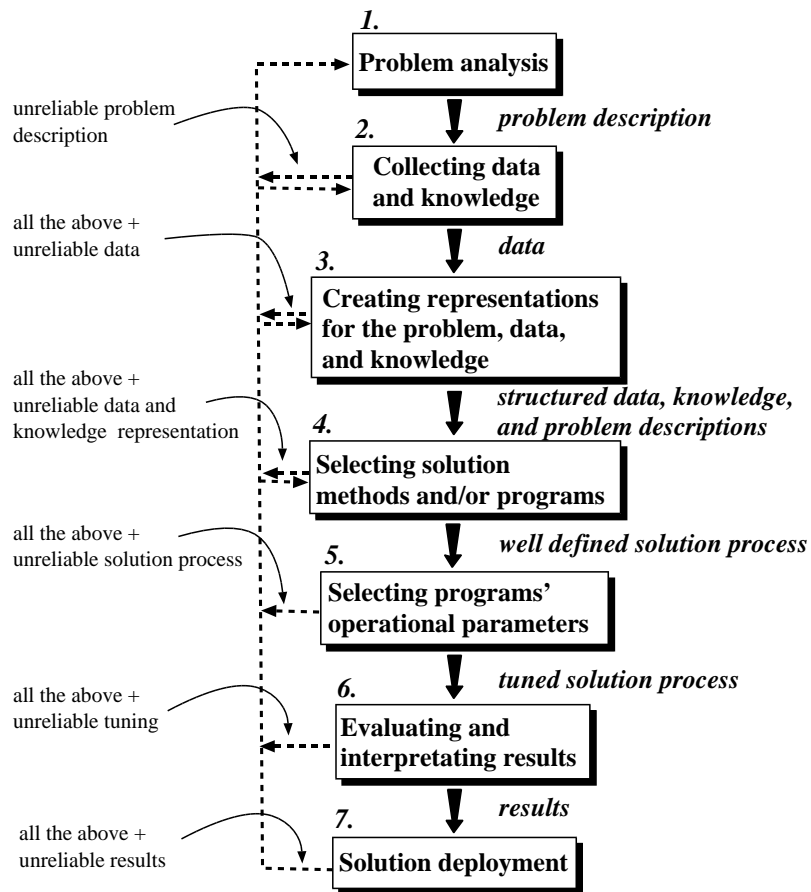 1.
Problem analysis
unreliable problem
description
problem description
2.
Collecting data
and knowledge
all the above +
unreliable data
data
3.
Creating representations
for the problem, data,
and knowledge
all the above +
unreliable data and
knowledge representation
structured data, knowledge,
and problem descriptions
4.
Selecting solution
methods and/or programs
all the above +
unreliable solution process
well defined solution process
5.
Selecting programs’
operational parameters
all the above +
unreliable tuning
tuned solution process
6.
Evaluating and
interpretating results
all the above +
unreliable results
results
7.
Solution deployment